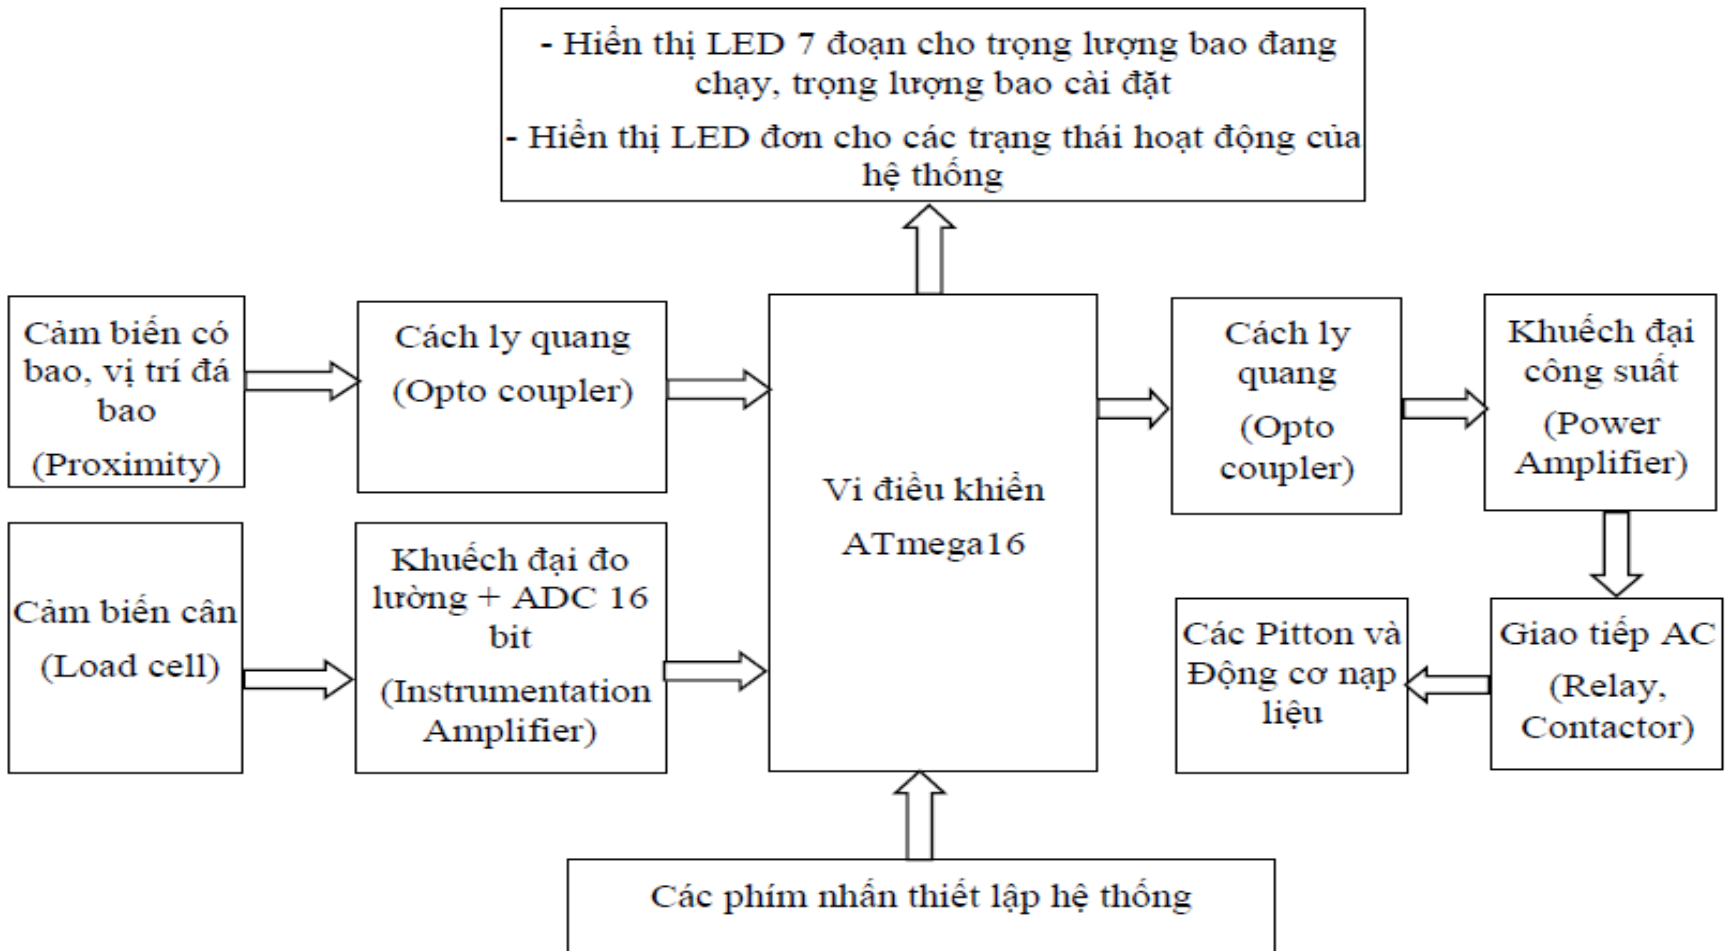 - Hiển thị LED 7 đoạn cho trọng lượng bao đang
chạy, trọng lượng bao cài đặt
- Hiển thị LED đơn cho các trạng thái hoạt động của
hệ thống
Cảm biến có
bao, vị trí đá
bao
(Proximity)
Cách ly quang
(Opto coupler)
Vi điều khiển
ATmega16
Cách ly
quang
(Opto
coupler)
Khuếch đại
công suất
(Power
Amplifier)
Cảm biến cân
(Load cell)
Khuếch đại đo
lường + ADC 16
bit
(Instrumentation
Amplifier)
Các Pitton và
Động cơ nạp
liệu
Giao tiếp AC
(Relay,
Contactor)
Các phím nhấn thiết lập hệ thống